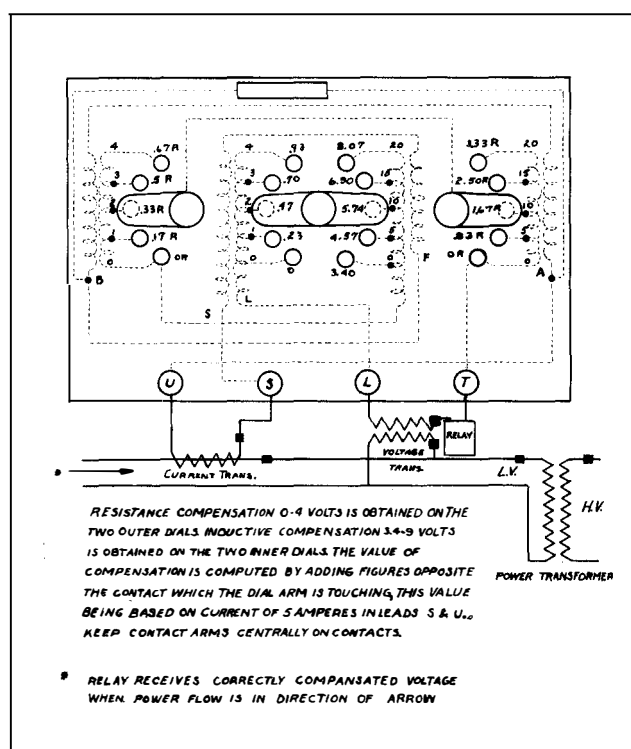 4 .67R .93 8.07 20 3.33 R 20
3 .5 R 3 .70 6.90 15 2.50R 15
.33R 2 .47 5.74 10 1.67R 10
1 .17 R 1 .23 4.57 5 .83 R 5
0 0R 0 0 3.40 0 0R 0
4
B S L F A
U S L T
RELAY
CURRENT TRANS.
VOLTAGE
TRANS.
L.V.
H.V.
POWER TRANSFORMER
RESISTANCE COMPENSATION 0-4 VOLTS IS OBTAINED ON THE
TWO OUTER DIALS. INDUCTIVE COMPENSATION 3.4-9 VOLTS
IS OBTAINED ON THE TWO INNER DIALS. THE VALUE OF
COMPENSATION IS COMPUTED BY ADDING FIGURES OPPOSITE
THE CONTACT WHICH THE DIAL ARM IS TOUCHING, THIS VALUE
BEING BASED ON CURRENT OF 5 AMPERES IN LEADS S & U.
KEEP CONTACT ARMS CENTRALLY ON CONTACTS.
* RELAY RECEIVES CORRECTLY COMPANSATED VOLTAGE
WHEN POWER FLOW IS IN DIRECTION OF ARROW